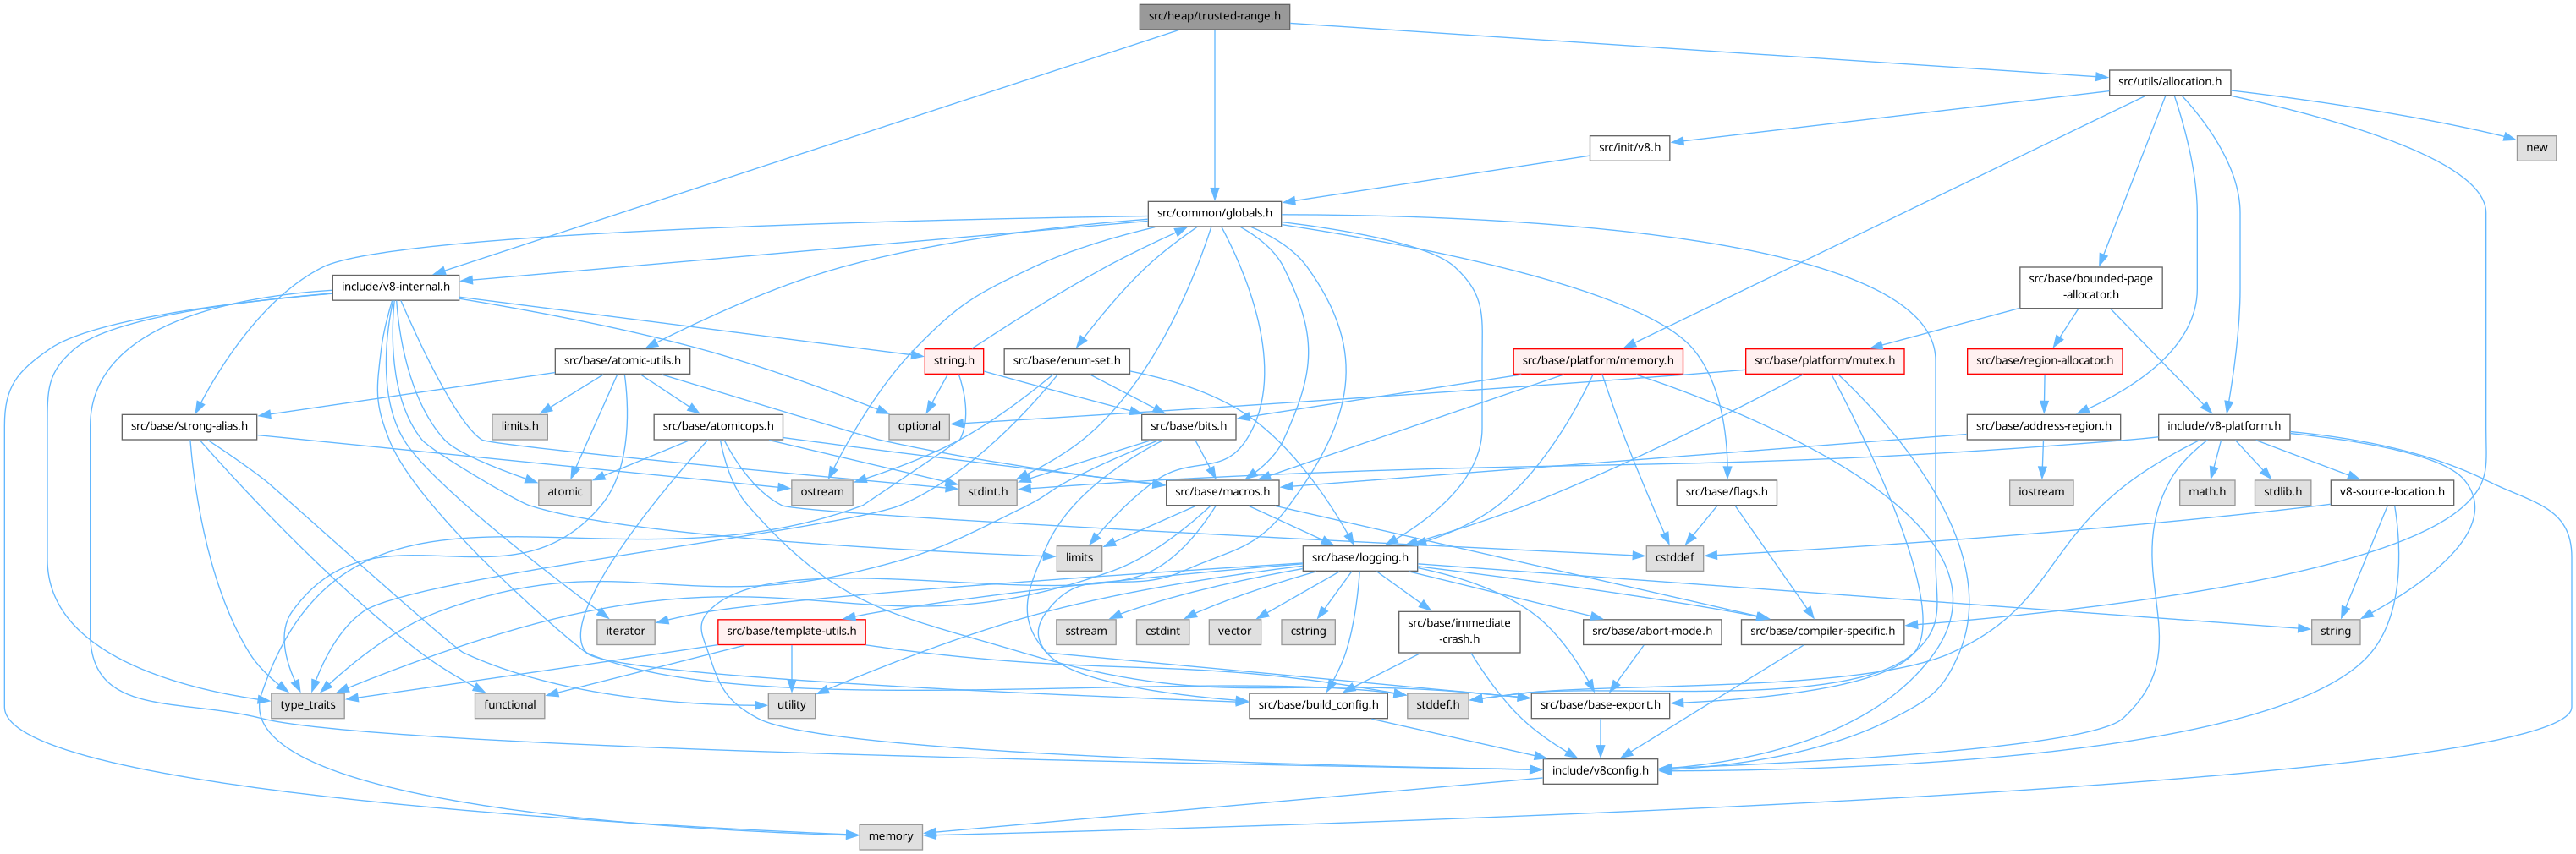 src/heap/trusted-range.h
src/utils/allocation.h
src/init/v8.h
new
src/common/globals.h
include/v8-internal.h
src/base/bounded-page
-allocator.h
src/base/atomic-utils.h
string.h
src/base/enum-set.h
src/base/platform/memory.h
src/base/platform/mutex.h
src/base/region-allocator.h
src/base/strong-alias.h
limits.h
src/base/atomicops.h
optional
src/base/bits.h
src/base/address-region.h
include/v8-platform.h
atomic
ostream
stdint.h
src/base/macros.h
src/base/flags.h
iostream
math.h
stdlib.h
v8-source-location.h
limits
src/base/logging.h
cstddef
iterator
src/base/template-utils.h
sstream
cstdint
vector
cstring
src/base/immediate
-crash.h
src/base/abort-mode.h
src/base/compiler-specific.h
string
type_traits
functional
utility
src/base/build_config.h
stddef.h
src/base/base-export.h
include/v8config.h
memory